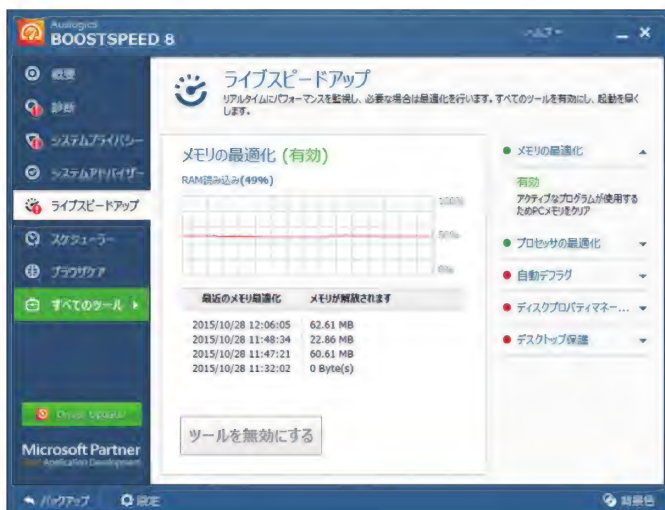 Auslogics
BOOSTSPEED 8
ヘルプ
概要
診断
システムプライバシー
システムアドバイザー
ライブスピードアップ
スケジューラー
ブラウザケア
すべてのツール
Driver Updater
Microsoft Partner
Application Development
バックアップ
設定
背景色
ライブスピードアップ
リアルタイムにパフォーマンスを監視し、必要な場合は最適化を行います。すべてのツールを有効にし、起動を早く
します。
メモリの最適化 (有効)
RAM読み込み(49%)
100%
50%
0%
最近のメモリ最適化 メモリが解放されます
2015/10/28 12:06:05 62.61 MB
2015/10/28 11:48:34 22.86 MB
2015/10/28 11:47:21 60.61 MB
2015/10/28 11:32:02 0 Byte(s)
ツールを無効にする
メモリの最適化
有効
アクティブなプログラムが使用する
ためPCメモリをクリア
プロセッサの最適化
自動デフラグ
ディスクプロパティマネー...
デスクトップ保護